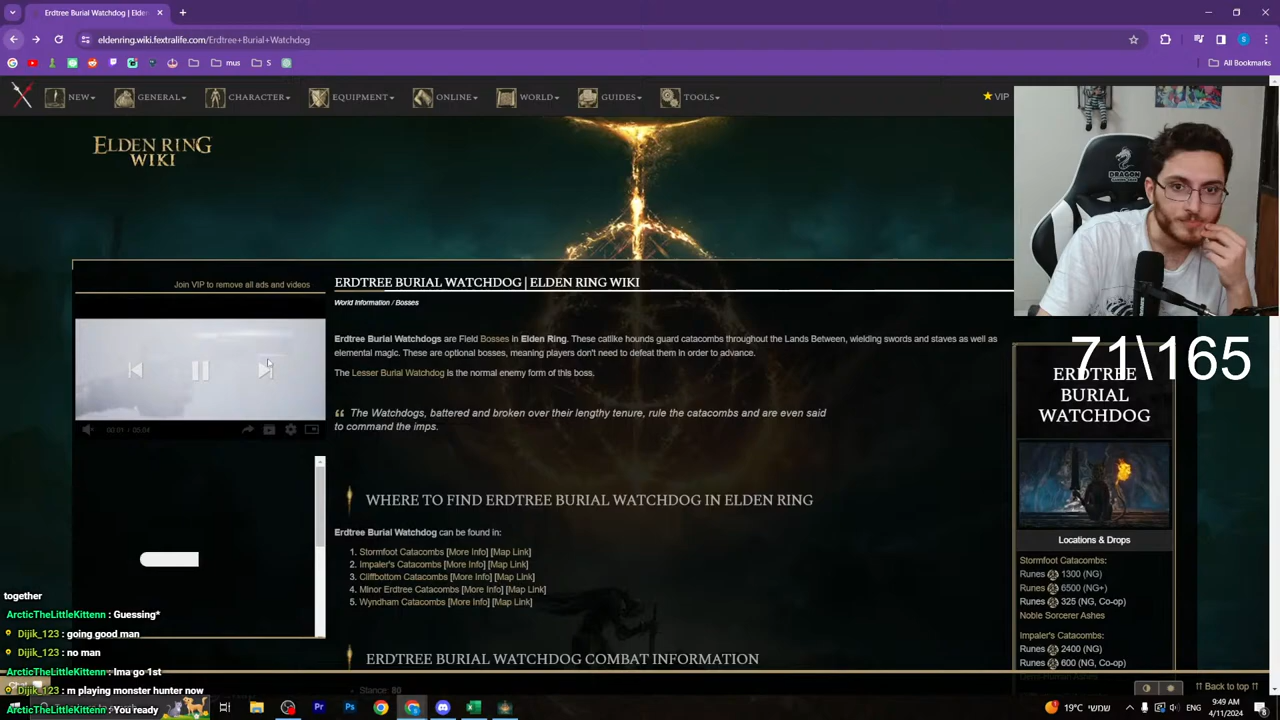 Erdtree Burial Watchdog | Elden
eldenring.wiki.fextralife.com/Erdtree+Burial+Watchdog
mus
S
All Bookmarks
NEW
GENERAL
CHARACTER
EQUIPMENT
ONLINE
WORLD
GUIDES
TOOLS
VIP
ELDEN RING
WIKI
DRAGON
Join VIP to remove all ads and videos
ERDTREE BURIAL WATCHDOG | ELDEN RING WIKI
World Information / Bosses
Erdtree Burial Watchdogs are Field Bosses in Elden Ring. These catlike hounds guard catacombs throughout the Lands Between, wielding swords and staves as well as
elemental magic. These are optional bosses, meaning players don't need to defeat them in order to advance.
The Lesser Burial Watchdog is the normal enemy form of this boss.
The Watchdogs, battered and broken over their lengthy tenure, rule the catacombs and are even said
to command the imps.
WHERE TO FIND ERDTREE BURIAL WATCHDOG IN ELDEN RING
Erdtree Burial Watchdog can be found in:
1. Stormfoot Catacombs [More Info] [Map Link]
2. Impaler's Catacombs [More Info] [Map Link]
3. Cliffbottom Catacombs [More Info] [Map Link]
4. Minor Erdtree Catacombs [More Info] [Map Link]
5. Wyndham Catacombs [More Info] [Map Link]
ERDTREE BURIAL WATCHDOG COMBAT INFORMATION
Stance: 80
71\165
ERDTREE
BURIAL
WATCHDOG
Locations & Drops
Stormfoot Catacombs:
Runes 1300 (NG)
Runes 6500 (NG+)
Runes 325 (NG, Co-op)
Noble Sorcerer Ashes
Impaler's Catacombs:
Runes 2400 (NG)
Runes 600 (NG, Co-op)
Demi-Human Ashes
Back to top
together
ArcticTheLittleKittenn : Guessing*
Dijik_123 : going good man
Dijik_123 : no man
ArcticTheLittleKittenn : Ima go 1st
Dijik_123 : m playing monster hunter now
ArcticTheLittleKittenn : You ready
19°C שמשי
ENG
9:49 AM
4/11/2024